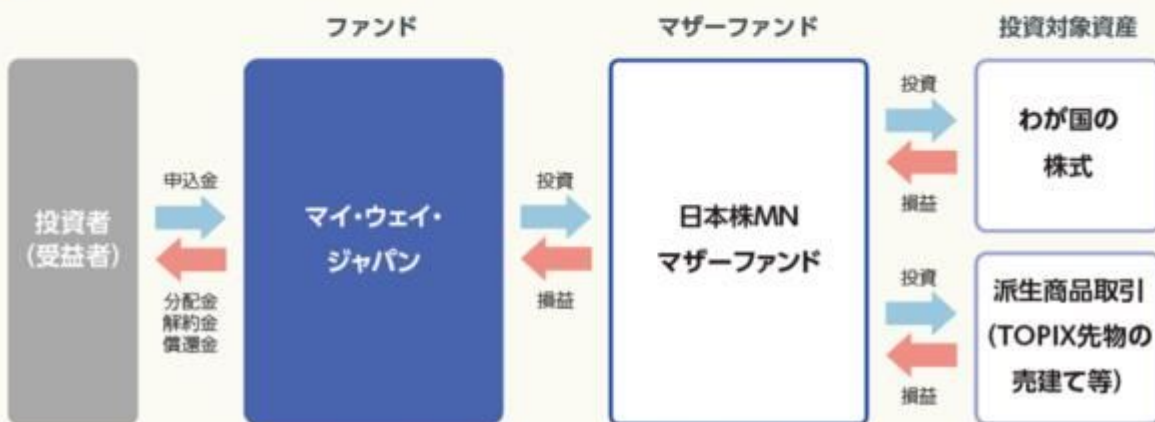 ファンド
マザーファンド
投資対象資産
投資者
(受益者)
申込金
分配金
解約金
償還金
マイ・ウェイ・
ジャパン
投資
損益
日本株MN
マザーファンド
投資
損益
わが国の
株式
投資
損益
派生商品取引
(TOPIX先物の
売建て等)